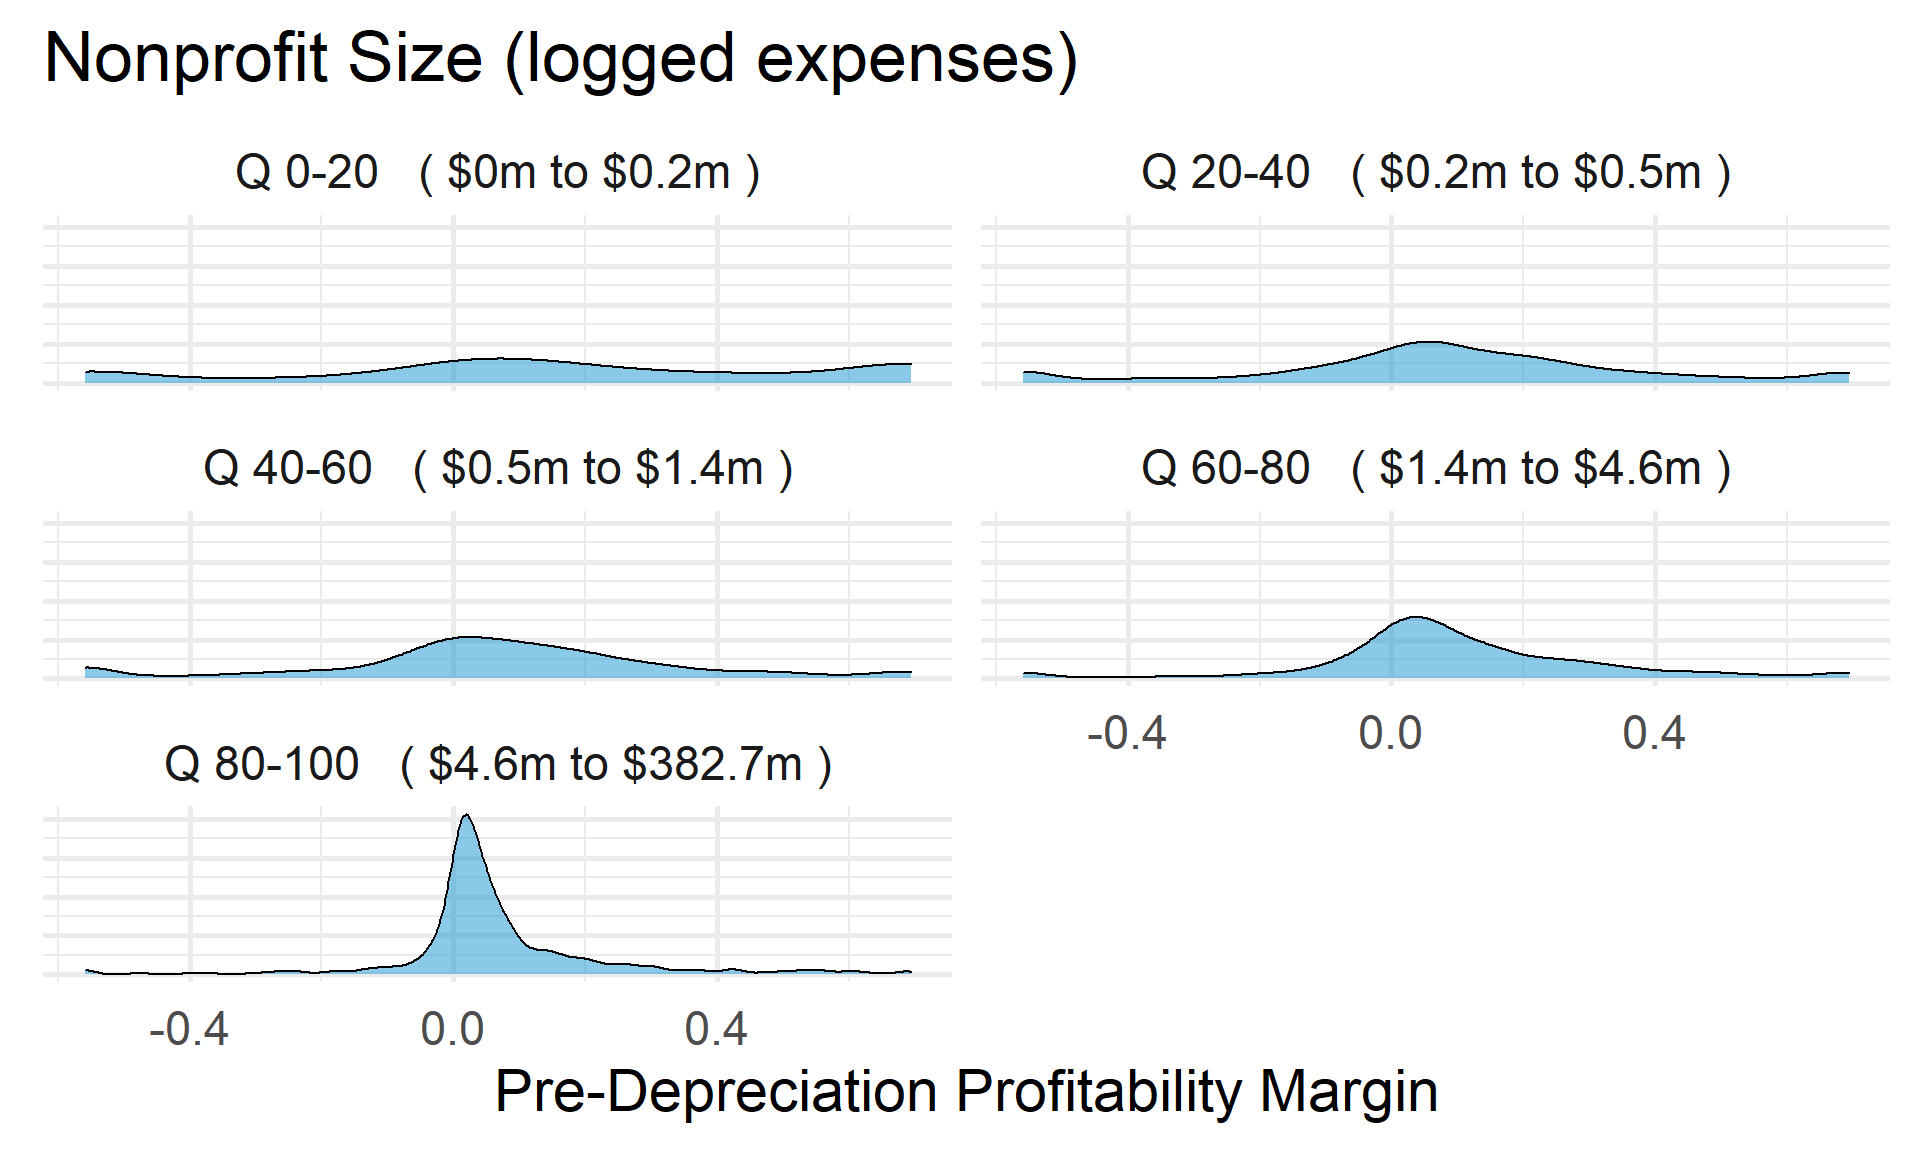 Nonprofit Size (logged expenses)
Q 0-20 ( $0m to $0.2m )
Q 20-40 ( $0.2m to $0.5m )
Q 40-60 ( $0.5m to $1.4m )
Q 60-80 ( $1.4m to $4.6m )
-0.4 0.0 0.4
Q 80-100 ( $4.6m to $382.7m )
-0.4 0.0 0.4
Pre-Depreciation Profitability Margin